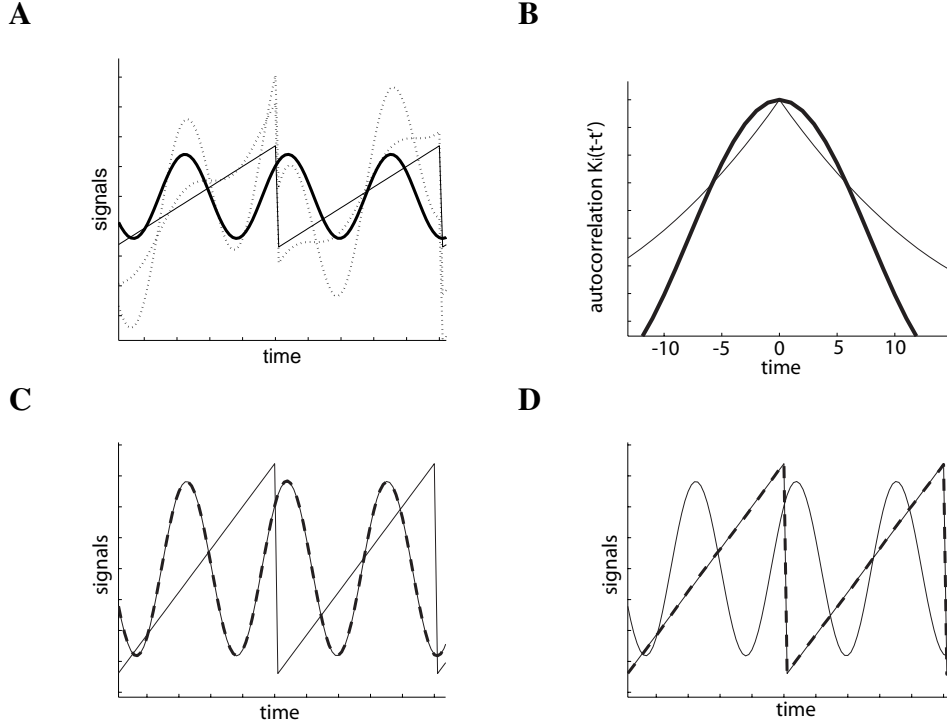 A
B
signals
time
autocorrelation Kᵢ(t-t')
-10 -5 0 5 10
time
C
D
signals
time
signals
time